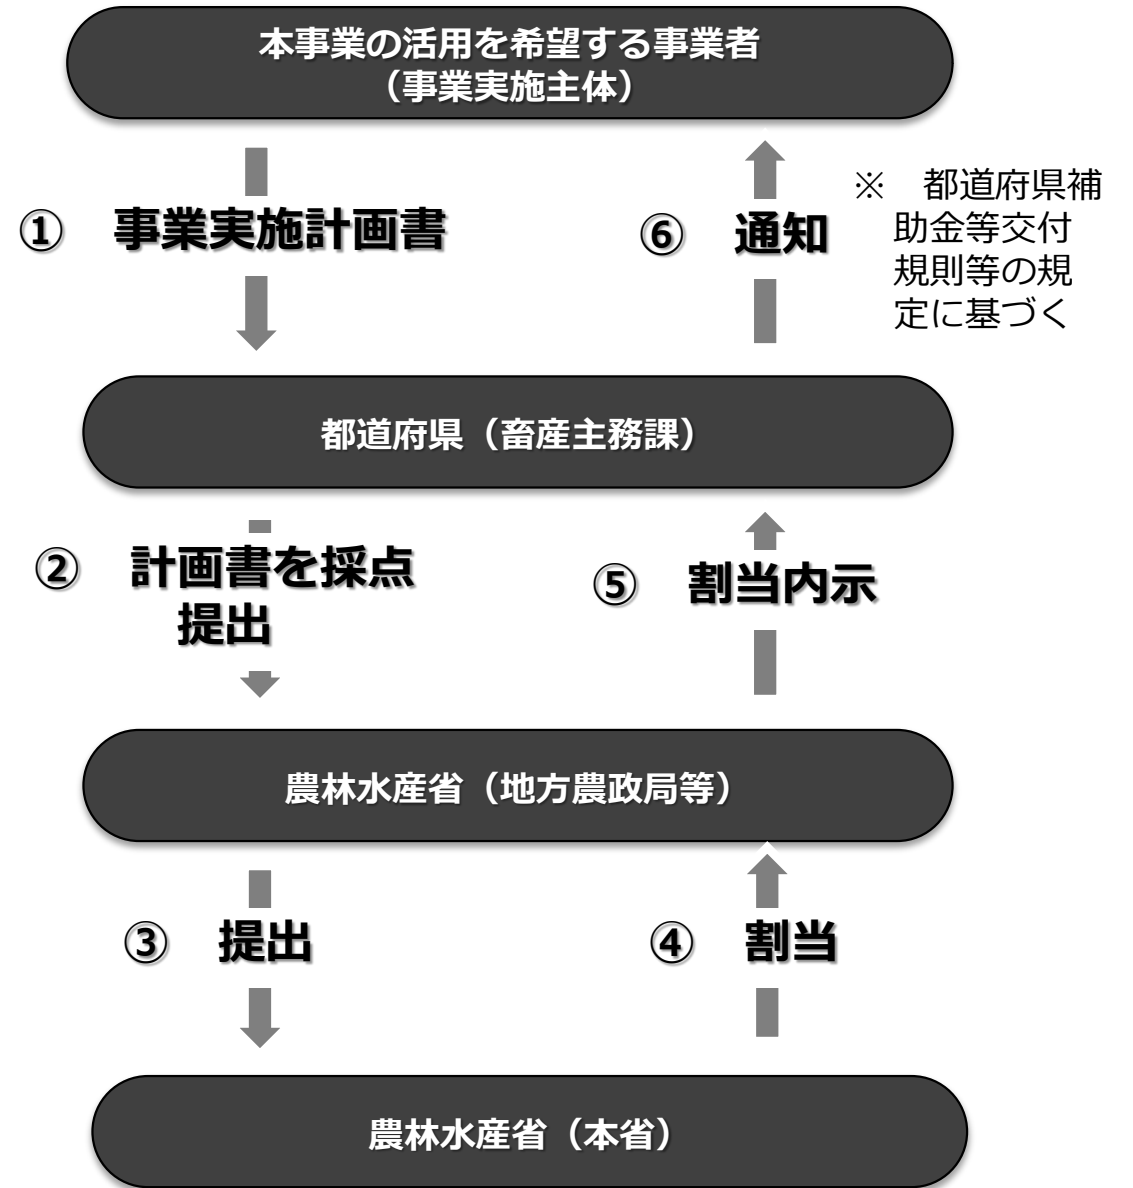 本事業の活用を希望する事業者
(事業実施主体)
① 事業実施計画書
⑥ 通知
※ 都道府県補
助金等交付
規則等の規
定に基づく
都道府県(畜産主務課)
② 計画書を採点
提出
⑤ 割当内示
農林水産省(地方農政局等)
③ 提出
④ 割当
農林水産省(本省)